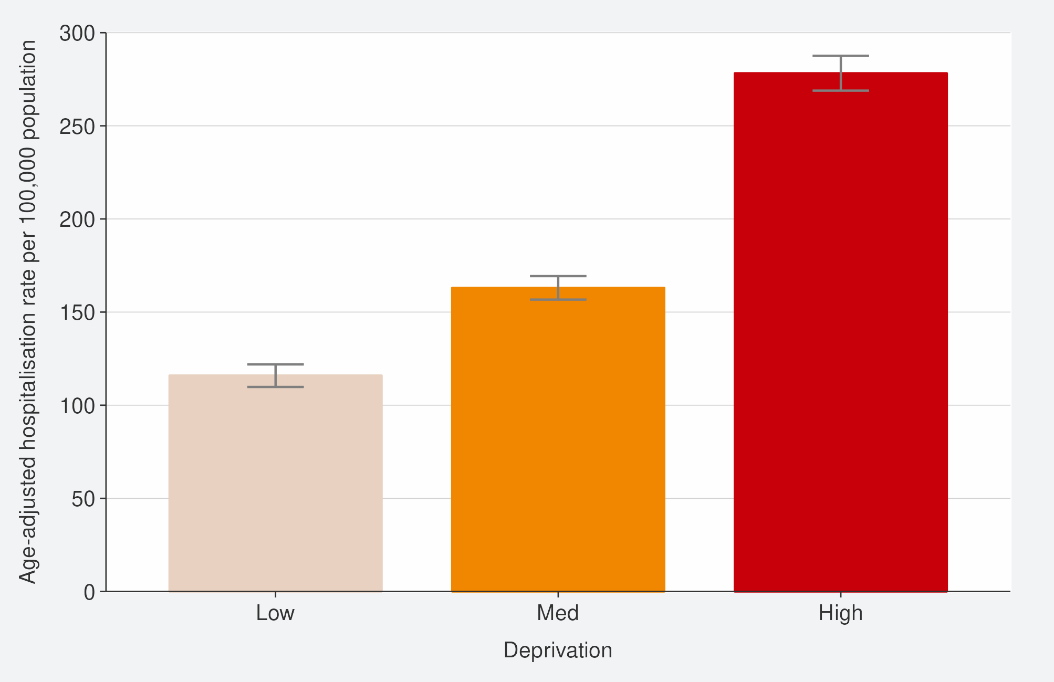 Age-adjusted hospitalisation rate per 100,000 population
300
250
200
150
100
50
0
Low Med High
Deprivation